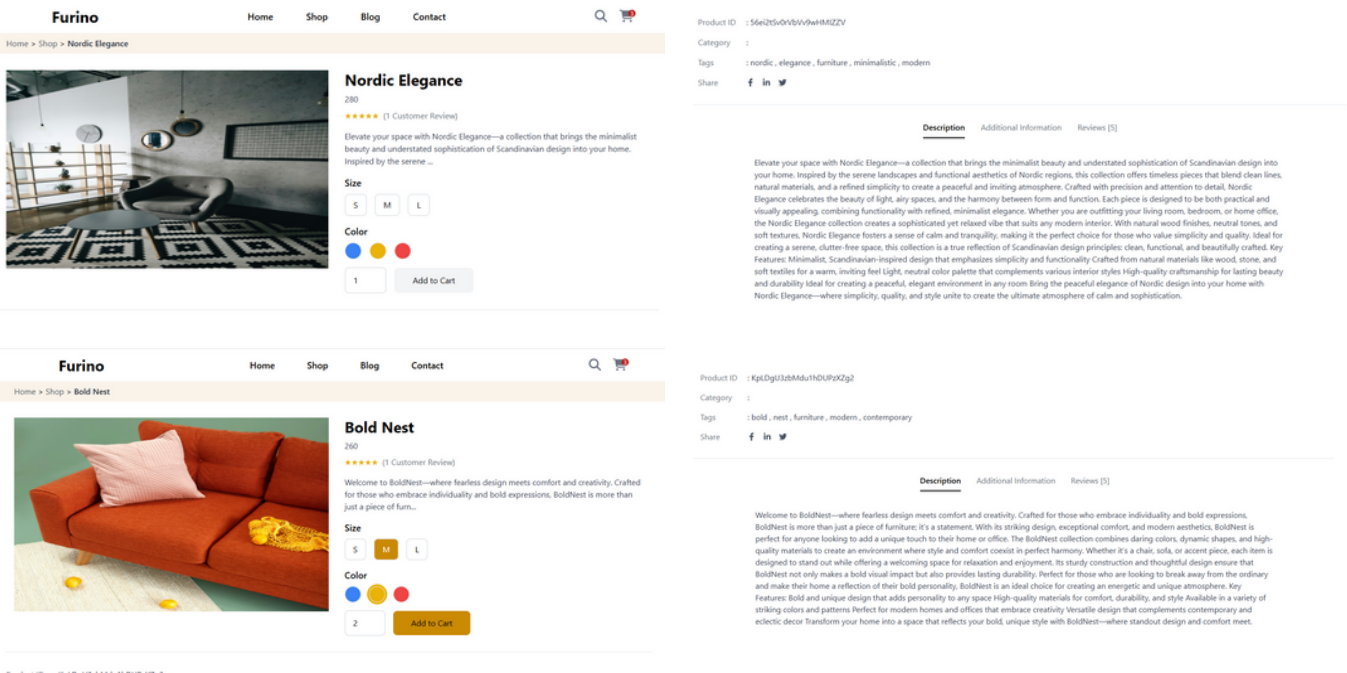 Furino
Home Shop Blog Contact
1
Home > Shop > Nordic Elegance
Nordic Elegance
280
★★★★★ (1 Customer Review)
Elevate your space with Nordic Elegance—a collection that brings the minimalist
beauty and understated sophistication of Scandinavian design into your home.
Inspired by the serene ...
Size
S M L
Color
1 Add to Cart
Category :
Tags : nordic , elegance , furniture , minimalistic , modern
Share
Description Additional Information Reviews [5]
Elevate your space with Nordic Elegance—a collection that brings the minimalist beauty and understated sophistication of Scandinavian design into
your home. Inspired by the serene landscapes and functional aesthetics of Nordic regions, this collection offers timeless pieces that blend clean lines,
natural materials, and a refined simplicity to create a peaceful and inviting atmosphere. Crafted with precision and attention to detail, Nordic
Elegance celebrates the beauty of light, airy spaces, and the harmony between form and function. Each piece is designed to be both practical and
visually appealing, combining functionality with refined, minimalist elegance. Whether you are outfitting your living room, bedroom, or home office,
the Nordic Elegance collection creates a sophisticated yet relaxed vibe that suits any modern interior. With natural wood finishes, neutral tones, and
soft textures, Nordic Elegance fosters a sense of calm and tranquility, making it the perfect choice for those who value simplicity and quality. Ideal for
creating a serene, clutter-free space, this collection is a true reflection of Scandinavian design principles: clean, functional, and beautifully crafted. Key
Features: Minimalist, Scandinavian-inspired design that emphasizes simplicity and functionality Crafted from natural materials like wood, stone, and
soft textiles for a warm, inviting feel Light, neutral color palette that complements various interior styles High-quality craftsmanship for lasting beauty
and durability Ideal for creating a peaceful, elegant environment in any room Bring the peaceful elegance of Nordic design into your home with
Nordic Elegance—where simplicity, quality, and style unite to create the ultimate atmosphere of calm and sophistication.
Product ID
Furino
Home Shop Blog Contact
Home > Shop > Bold Nest
Bold Nest
260
★★★★★ (1 Customer Review)
Welcome to BoldNest—where fearless design meets comfort and creativity. Crafted
for those who embrace individuality and bold expressions, BoldNest is more than
just a piece of furn...
Size
S M L
Color
2 Add to Cart
Product ID
Category :
Tags : bold , nest , furniture , modern , contemporary
Share
Description Additional Information Reviews [5]
Welcome to BoldNest—where fearless design meets comfort and creativity. Crafted for those who embrace individuality and bold expressions,
BoldNest is more than just a piece of furniture; it's a statement. With its striking design, exceptional comfort, and modern aesthetics, BoldNest is
perfect for anyone looking to add a unique touch to their home or office. The BoldNest collection combines daring colors, dynamic shapes, and high-
quality materials to create an environment where style and comfort coexist in perfect harmony. Whether it's a chair, sofa, or accent piece, each item is
designed to stand out while offering a welcoming space for relaxation and enjoyment. Its sturdy construction and thoughtful design ensure that
BoldNest not only makes a bold visual impact but also provides lasting durability. Perfect for those who are looking to break away from the ordinary
and make their home a reflection of their bold personality, BoldNest is an ideal choice for creating an energetic and unique atmosphere. Key
Features: Bold and unique design that adds personality to any space High-quality materials for comfort, durability, and style Available in a variety of
striking colors and patterns Perfect for modern homes and offices that embrace creativity Versatile design that complements contemporary and
eclectic decor Transform your home into a space that reflects your bold, unique style with BoldNest—where standout design and comfort meet.